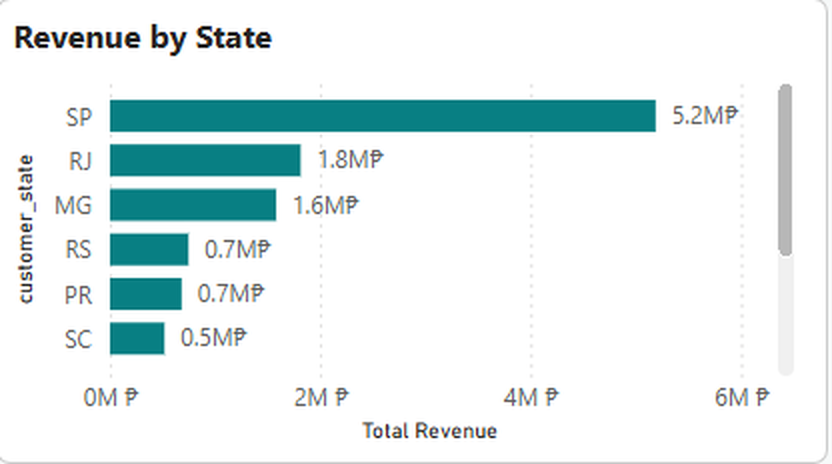 Revenue by State
customer_state
SP 5.2M₱
RJ 1.8M₱
MG 1.6M₱
RS 0.7M₱
PR 0.7M₱
SC 0.5M₱
0M ₱ 2M ₱ 4M ₱ 6M ₱
Total Revenue